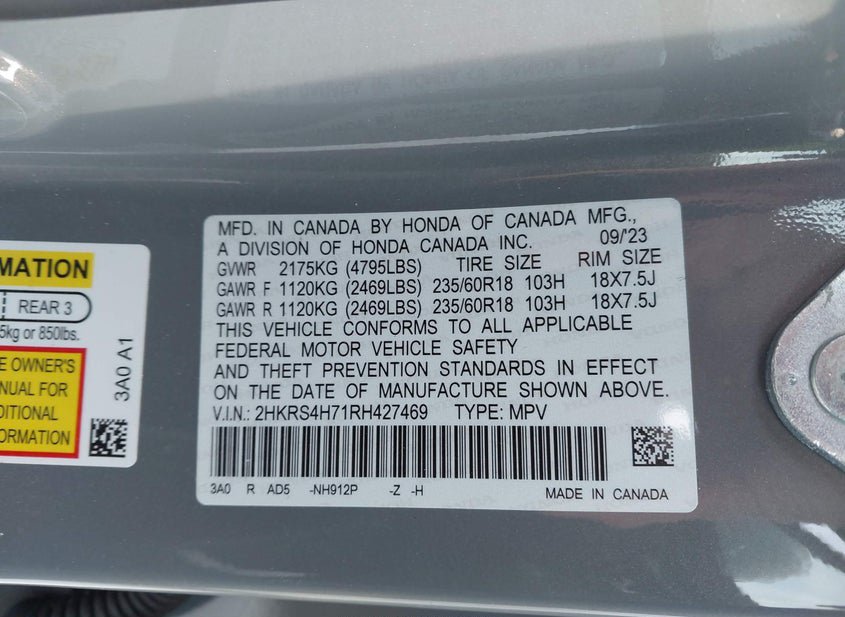 MFD. IN CANADA BY HONDA OF CANADA MFG.,
A DIVISION OF HONDA CANADA INC. 09/'23
GVWR 2175KG (4795LBS) TIRE SIZE RIM SIZE
GAWR F 1120KG (2469LBS) 235/60R18 103H 18X7.5J
GAWR R 1120KG (2469LBS) 235/60R18 103H 18X7.5J
THIS VEHICLE CONFORMS TO ALL APPLICABLE
FEDERAL MOTOR VEHICLE SAFETY
AND THEFT PREVENTION STANDARDS IN EFFECT
ON THE DATE OF MANUFACTURE SHOWN ABOVE.
V.I.N.: 2HKRS4H71RH427469 TYPE: MPV
3A0 R AD5 -NH912P -Z -H MADE IN CANADA
MATION
REAR 3
5kg or 850lbs.
E OWNER'S
NUAL FOR
DITIONAL
ORMATION
3A0 A1